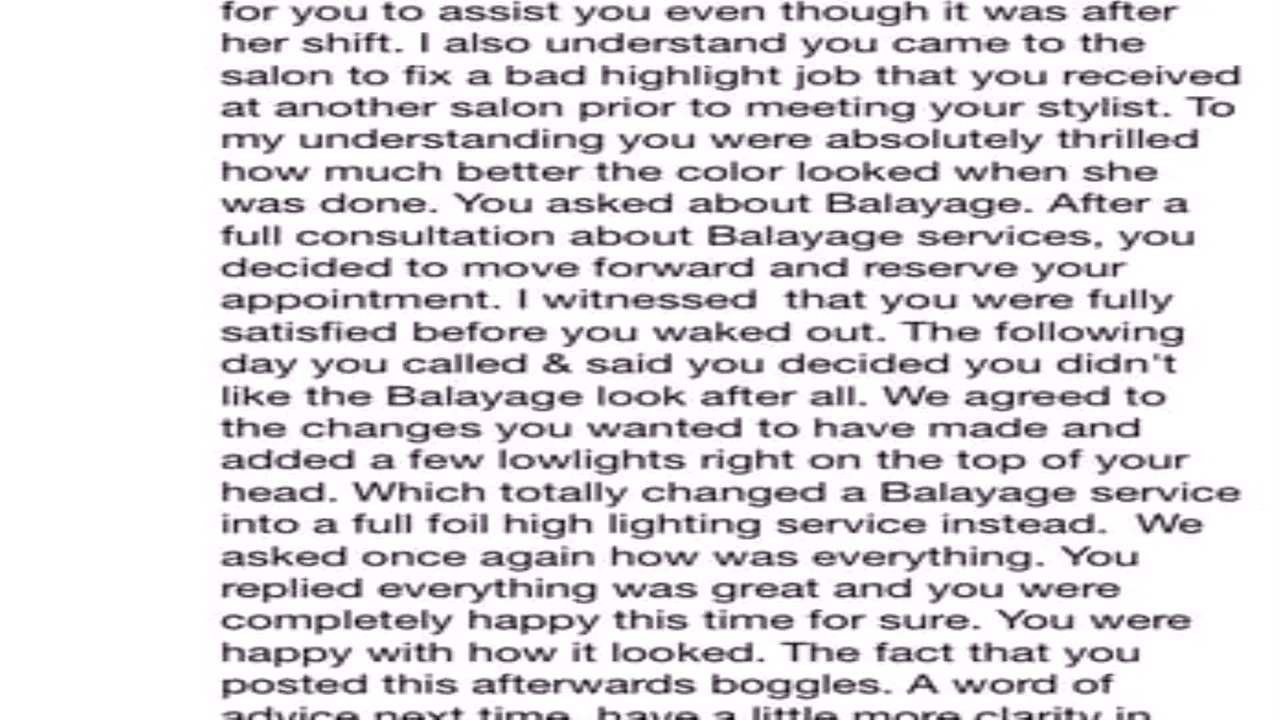 for you to assist you even though it was after
her shift. I also understand you came to the
salon to fix a bad highlight job that you received
at another salon prior to meeting your stylist. To
my understanding you were absolutely thrilled
how much better the color looked when she
was done. You asked about Balayage. After a
full consultation about Balayage services, you
decided to move forward and reserve your
appointment. I witnessed  that you were fully
satisfied before you waked out. The following
day you called & said you decided you didn't
like the Balayage look after all. We agreed to
the changes you wanted to have made and
added a few lowlights right on the top of your
head. Which totally changed a Balayage service
into a full foil high lighting service instead.  We
asked once again how was everything. You
replied everything was great and you were
completely happy this time for sure. You were
happy with how it looked. The fact that you
posted this afterwards boggles. A word of
advice next time, have a little more clarity in